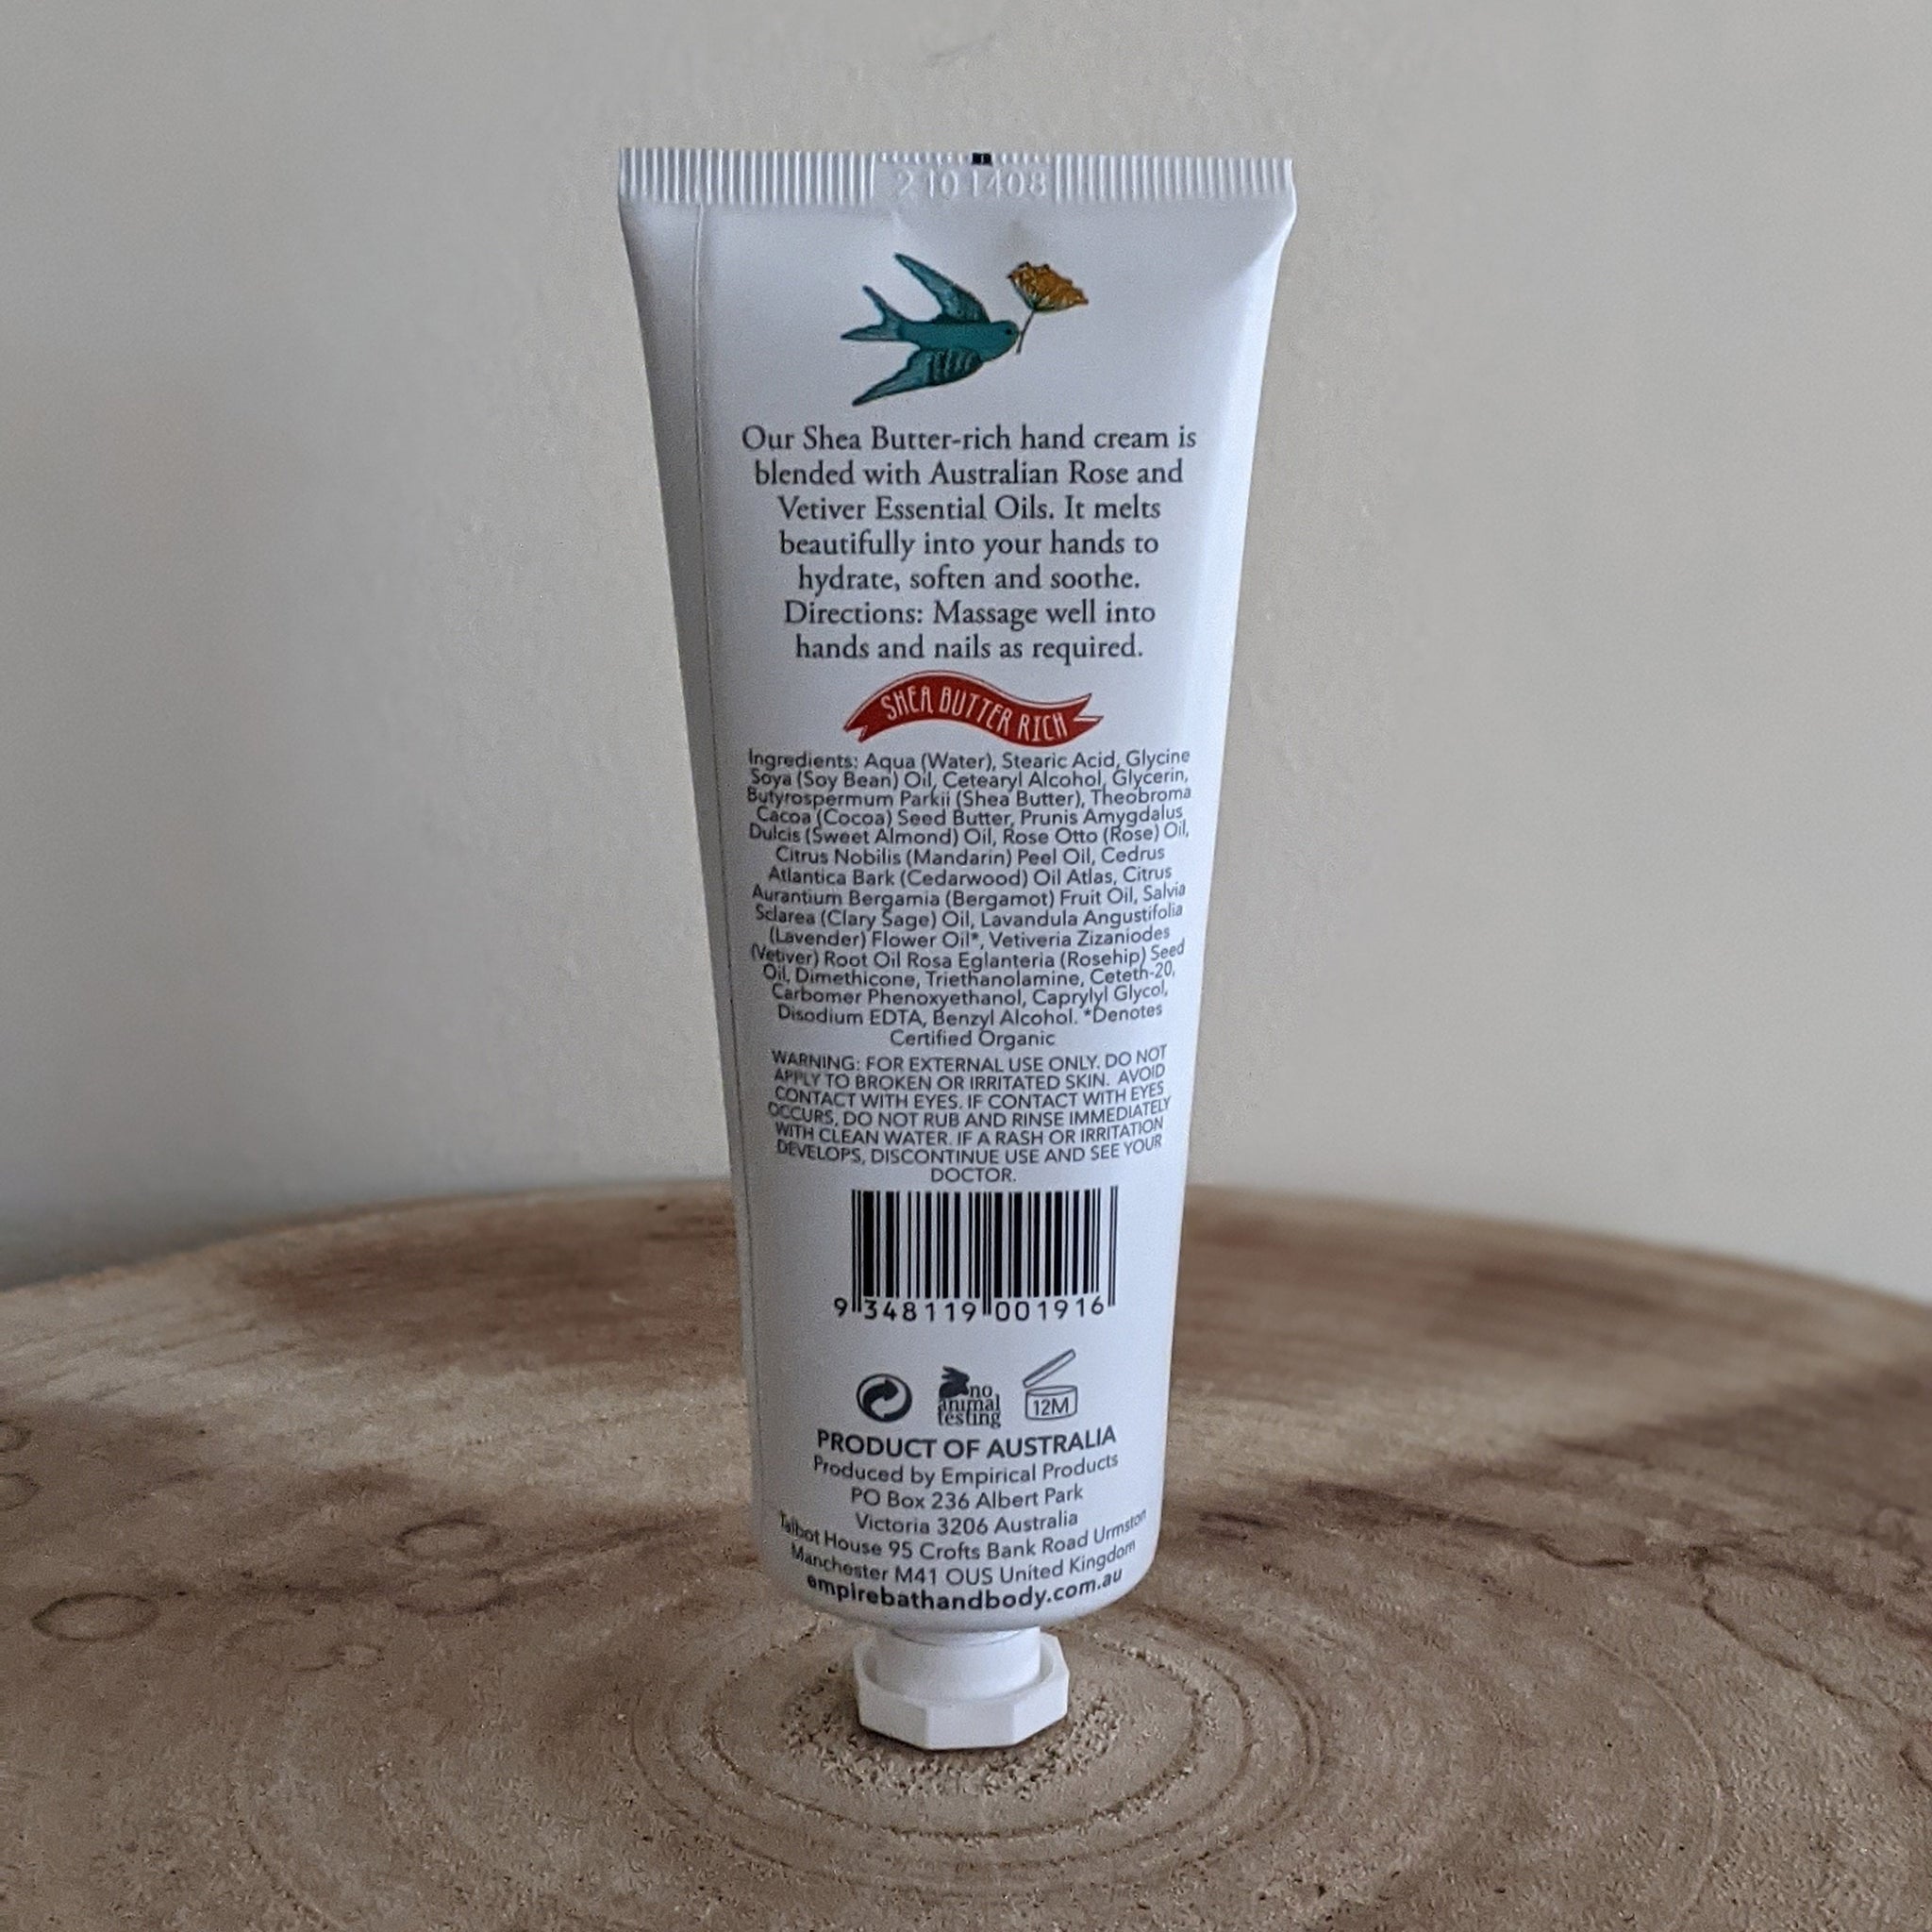 2101408
Our Shea Butter-rich hand cream is
blended with Australian Rose and
Vetiver Essential Oils. It melts
beautifully into your hands to
hydrate, soften and soothe.
Directions: Massage well into
hands and nails as required.
SHEA BUTTER RICH
Ingredients: Aqua (Water), Stearic Acid, Glycine
Soya (Soy Bean) Oil, Cetearyl Alcohol, Glycerin,
Butyrospermum Parkii (Shea Butter), Theobroma
Cacoa (Cocoa) Seed Butter, Prunis Amygdalus
Dulcis (Sweet Almond) Oil, Rose Otto (Rose) Oil,
Citrus Nobilis (Mandarin) Peel Oil, Cedrus
Atlantica Bark (Cedarwood) Oil Atlas, Citrus
Aurantium Bergamia (Bergamot) Fruit Oil, Salvia
Sclarea (Clary Sage) Oil, Lavandula Angustifolia
(Lavender) Flower Oil*, Vetiveria Zizaniodes
(Vetiver) Root Oil Rosa Eglanteria (Rosehip) Seed
Oil, Dimethicone, Triethanolamine, Ceteth-20,
Carbomer Phenoxyethanol, Caprylyl Glycol,
Disodium EDTA, Benzyl Alcohol. *Denotes
Certified Organic
WARNING: FOR EXTERNAL USE ONLY. DO NOT
APPLY TO BROKEN OR IRRITATED SKIN. AVOID
CONTACT WITH EYES. IF CONTACT WITH EYES
OCCURS, DO NOT RUB AND RINSE IMMEDIATELY
WITH CLEAN WATER. IF A RASH OR IRRITATION
DEVELOPS, DISCONTINUE USE AND SEE YOUR
DOCTOR.
9 348119 001916
no
animal
testing
12M
PRODUCT OF AUSTRALIA
Produced by Empirical Products
PO Box 236 Albert Park
Victoria 3206 Australia
Talbot House 95 Crofts Bank Road Urmston
Manchester M41 OUS United Kingdom
empirebathandbody.com.au